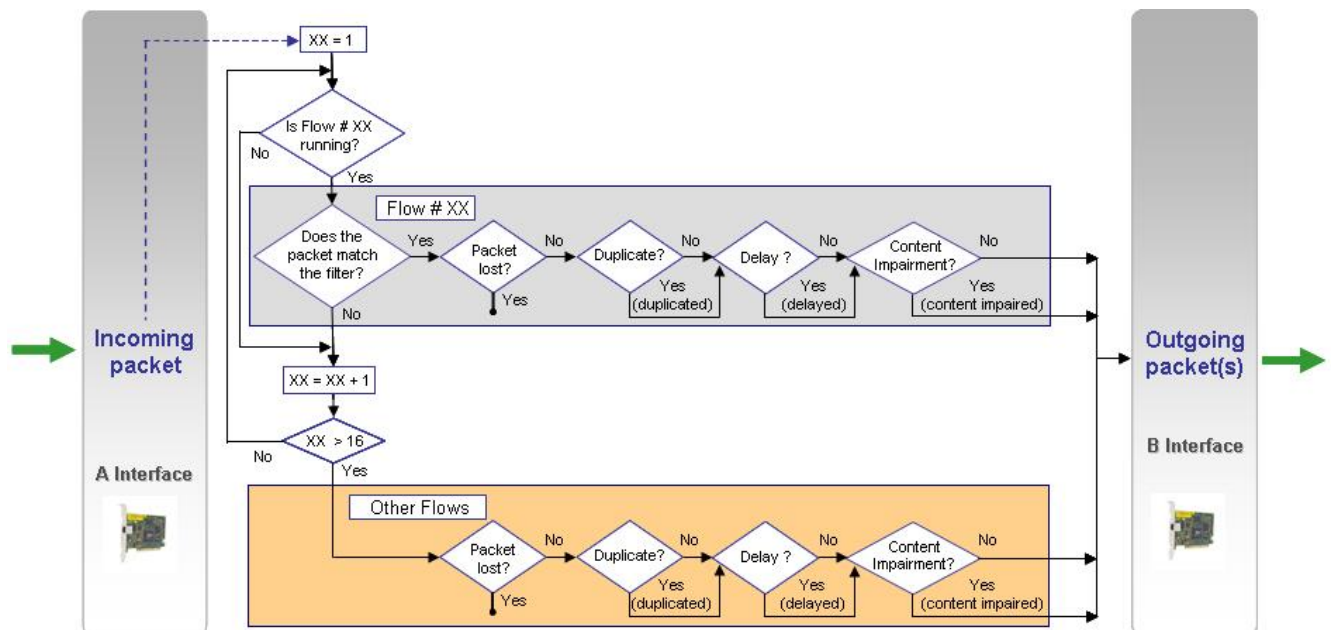 XX = 1
Is Flow # XX
running?
No
Yes
Flow # XX
Does the
packet match
the filter?
Yes
No
Packet
lost?
No
Yes
Duplicate?
No
Yes
(duplicated)
Delay ?
No
Yes
(delayed)
Content
Impairment?
No
Yes
(content impaired)
Incoming
packet
A Interface
XX = XX + 1
XX > 16
No
Yes
Other Flows
Packet
lost?
No
Yes
Duplicate?
No
Yes
(duplicated)
Delay ?
No
Yes
(delayed)
Content
Impairment?
No
Yes
(content impaired)
Outgoing
packet(s)
B Interface